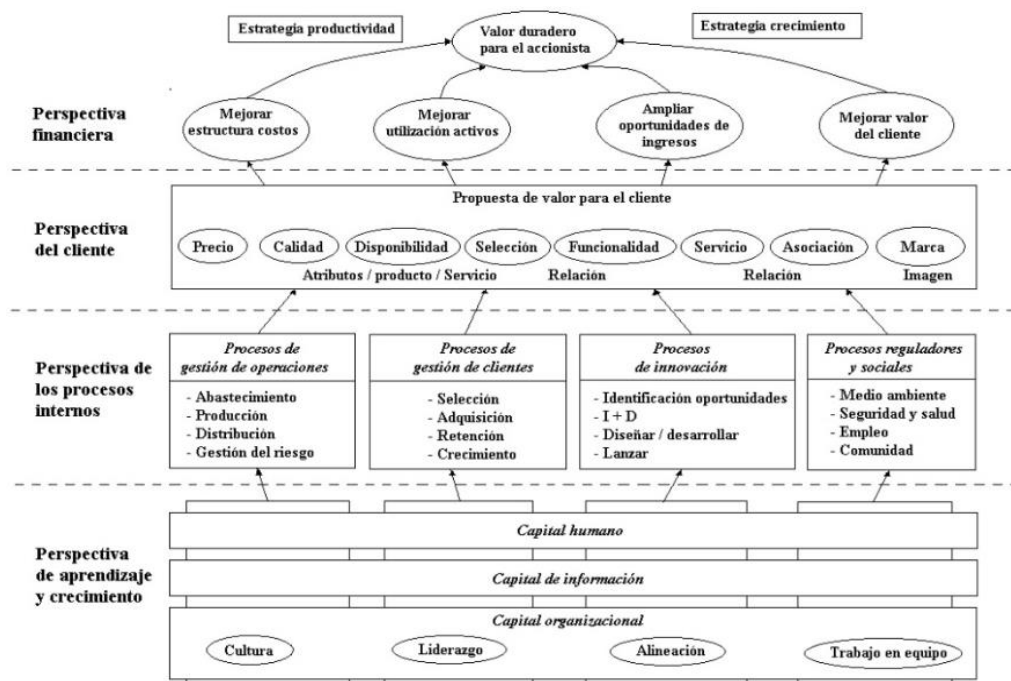 Estrategia productividad
Valor duradero
para el accionista
Estrategia crecimiento
Perspectiva
financiera
Mejorar
estructura costos
Mejorar
utilización activos
Ampliar
oportunidades de
ingresos
Mejorar valor
del cliente
Perspectiva
del cliente
Propuesta de valor para el cliente
Precio
Calidad
Disponibilidad
Selección
Funcionalidad
Servicio
Asociación
Marca
Atributos / producto / Servicio
Relación
Relación
Imagen
Perspectiva de
los procesos
internos
Procesos de
gestión de operaciones
- Abastecimiento
- Producción
- Distribución
- Gestión del riesgo
Procesos de
gestión de clientes
- Selección
- Adquisición
- Retención
- Crecimiento
Procesos
de innovación
- Identificación oportunidades
- I + D
- Diseñar / desarrollar
- Lanzar
Procesos reguladores
y sociales
- Medio ambiente
- Seguridad y salud
- Empleo
- Comunidad
Perspectiva
de aprendizaje
y crecimiento
Capital humano
Capital de información
Capital organizacional
Cultura
Liderazgo
Alineación
Trabajo en equipo